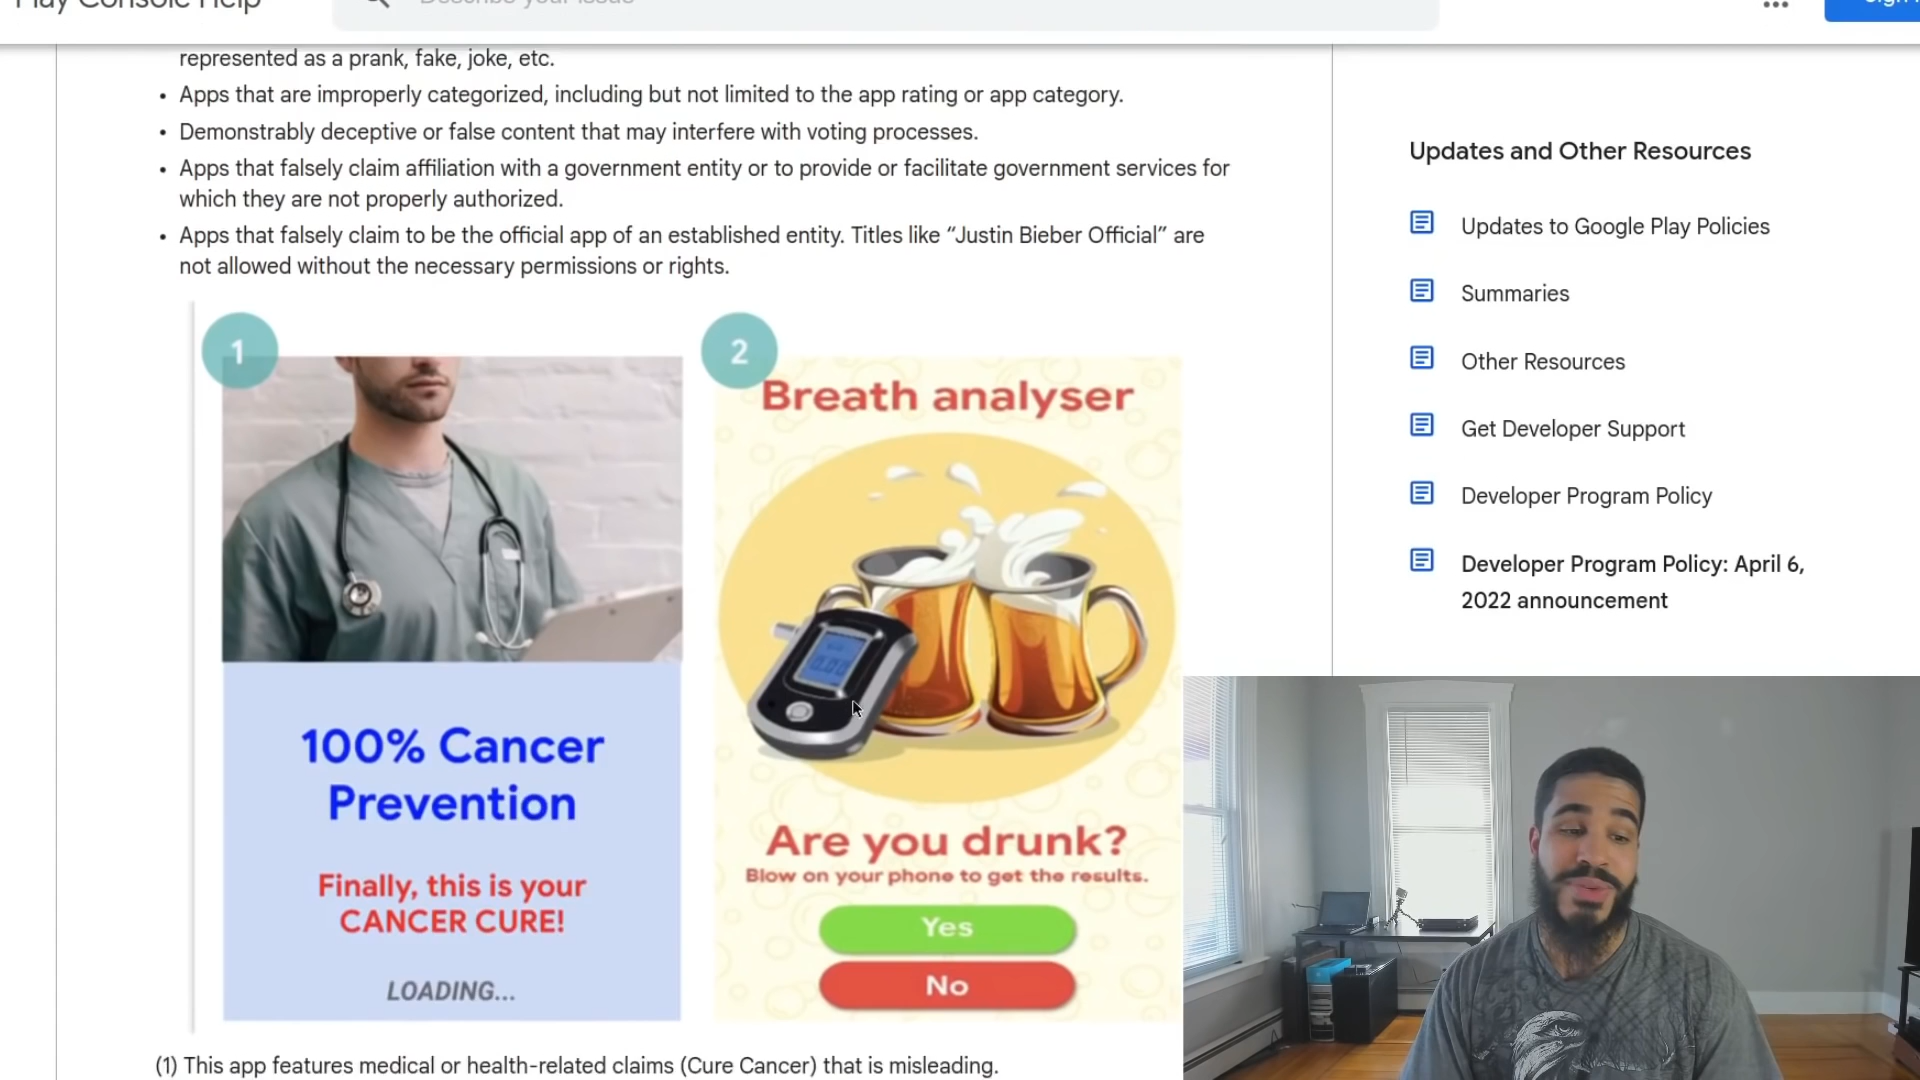 Play Console Help
Describe your issue
represented as a prank, fake, joke, etc.
• Apps that are improperly categorized, including but not limited to the app rating or app category.
• Demonstrably deceptive or false content that may interfere with voting processes.
• Apps that falsely claim affiliation with a government entity or to provide or facilitate government services for
which they are not properly authorized.
• Apps that falsely claim to be the official app of an established entity. Titles like “Justin Bieber Official” are
not allowed without the necessary permissions or rights.
1
100% Cancer
Prevention
Finally, this is your
CANCER CURE!
LOADING...
2
Breath analyser
Are you drunk?
Blow on your phone to get the results.
Yes
No
(1) This app features medical or health-related claims (Cure Cancer) that is misleading.
Updates and Other Resources
Updates to Google Play Policies
Summaries
Other Resources
Get Developer Support
Developer Program Policy
Developer Program Policy: April 6,
2022 announcement